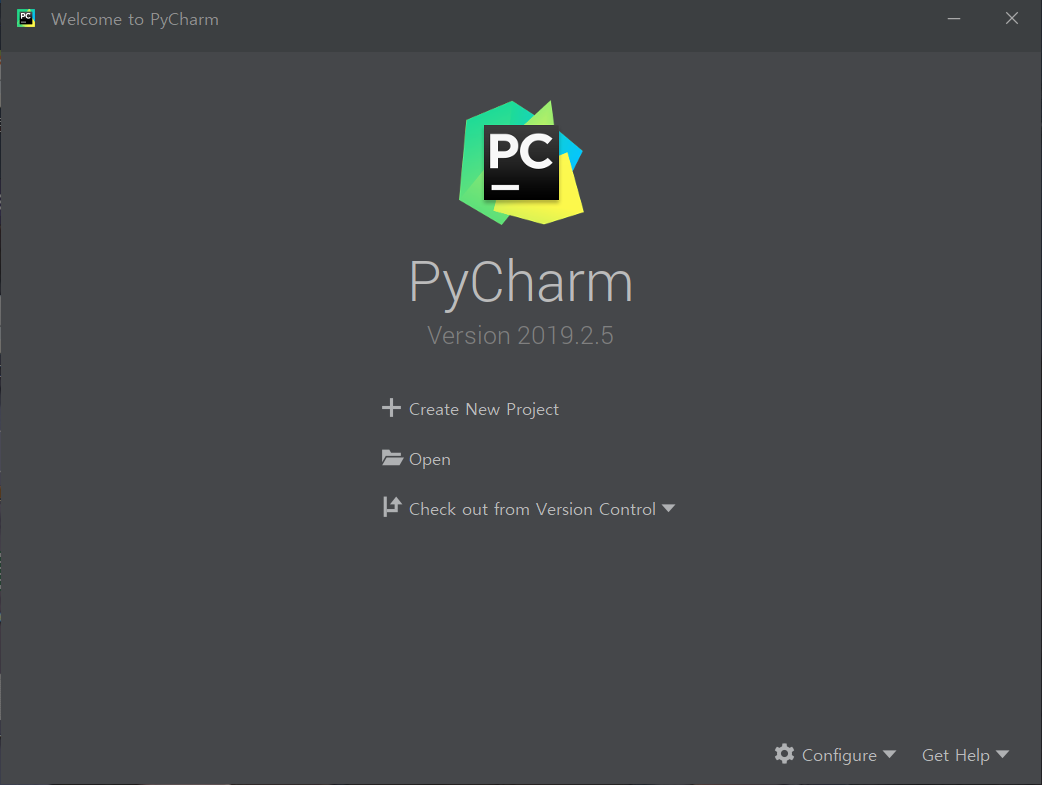 PC
Welcome to PyCharm
PC
PyCharm
Version 2019.2.5
Create New Project
Open
Check out from Version Control
Configure
Get Help